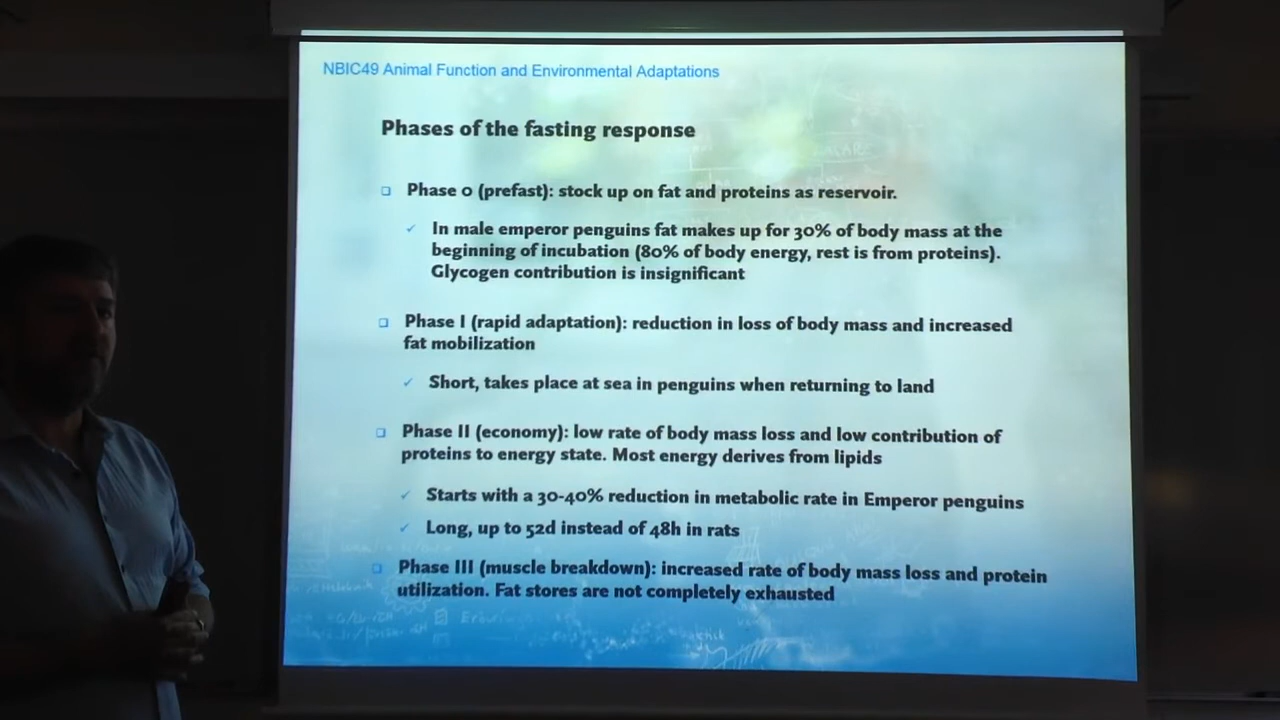 NBIC49 Animal Function and Environmental Adaptations
Phases of the fasting response
Phase 0 (prefast): stock up on fat and proteins as reservoir.
In male emperor penguins fat makes up for 30% of body mass at the
beginning of incubation (80% of body energy, rest is from proteins).
Glycogen contribution is insignificant
Phase I (rapid adaptation): reduction in loss of body mass and increased
fat mobilization
Short, takes place at sea in penguins when returning to land
Phase II (economy): low rate of body mass loss and low contribution of
proteins to energy state. Most energy derives from lipids
Starts with a 30-40% reduction in metabolic rate in Emperor penguins
Long, up to 52d instead of 48h in rats
Phase III (muscle breakdown): increased rate of body mass loss and protein
utilization. Fat stores are not completely exhausted